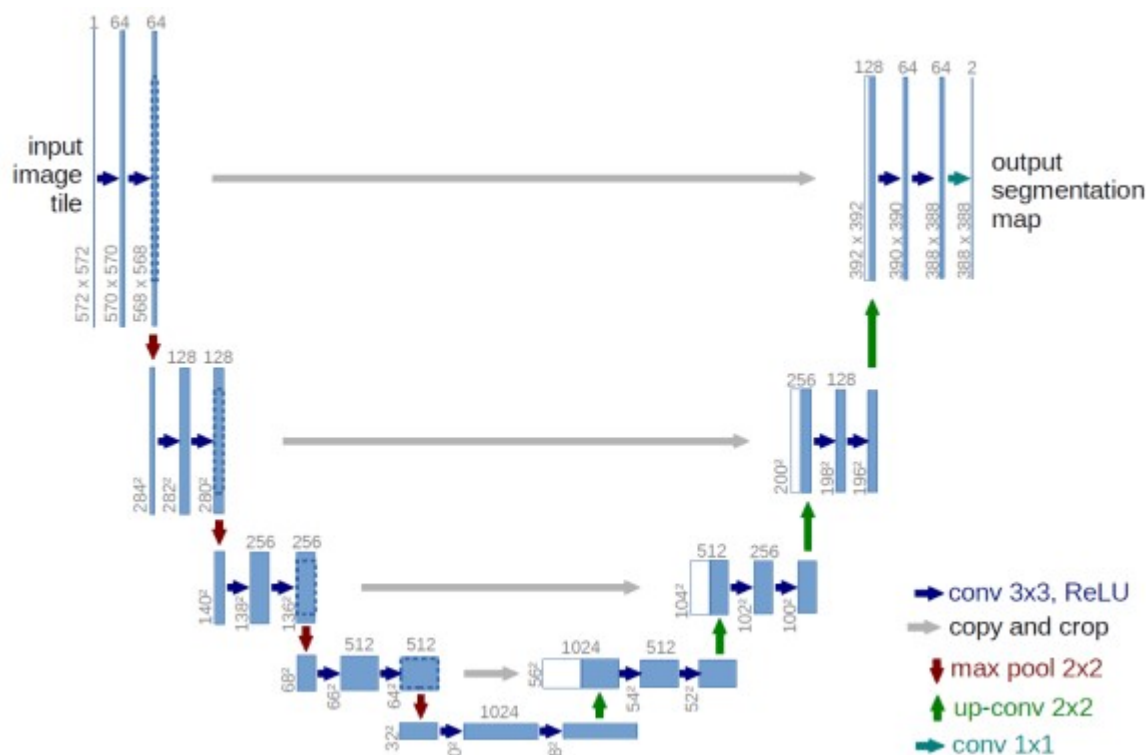 1 64 64
128 64 64 2
input
image
tile
output
segmentation
map
572 x 572
570 x 570
568 x 568
392 x 392
390 x 390
388 x 388
388 x 388
128 128
256 128
284²
282²
280²
200²
198²
196²
256 256
512 256
140²
138²
136²
104²
102²
100²
512 512
1024 512
68²
66²
64²
56²
54²
52²
1024
32²
conv 3x3, ReLU
copy and crop
max pool 2x2
up-conv 2x2
conv 1x1